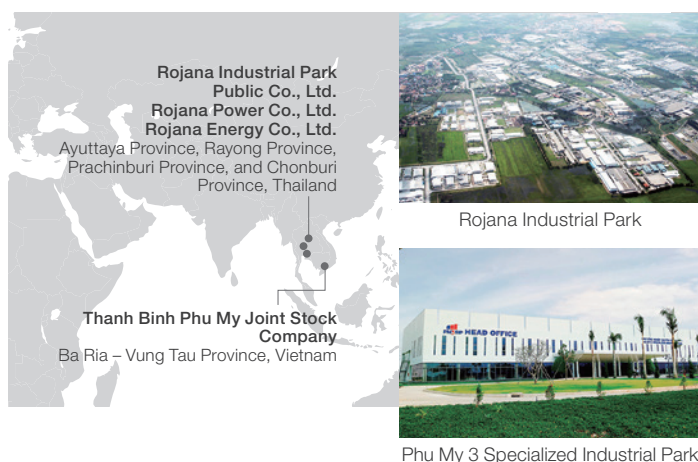 Rojana Industrial Park
Public Co., Ltd.
Rojana Power Co., Ltd.
Rojana Energy Co., Ltd.
Ayuttaya Province, Rayong Province,
Prachinburi Province, and Chonburi
Province, Thailand
Thanh Binh Phu My Joint Stock
Company
Ba Ria – Vung Tau Province, Vietnam
Rojana Industrial Park
HEAD OFFICE
Phu My 3 Specialized Industrial Park